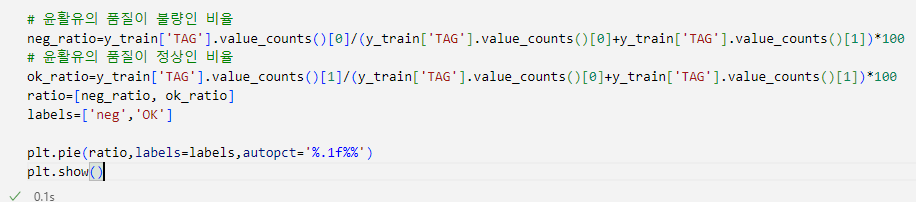 # 윤활유의 품질이 불량인 비율
neg_ratio=y_train['TAG'].value_counts()[0]/(y_train['TAG'].value_counts()[0]+y_train['TAG'].value_counts()[1])*100
# 윤활유의 품질이 정상인 비율
ok_ratio=y_train['TAG'].value_counts()[1]/(y_train['TAG'].value_counts()[0]+y_train['TAG'].value_counts()[1])*100
ratio=[neg_ratio, ok_ratio]
labels=['neg','OK']
plt.pie(ratio,labels=labels,autopct='%.1f%%')
plt.show()
0.1s